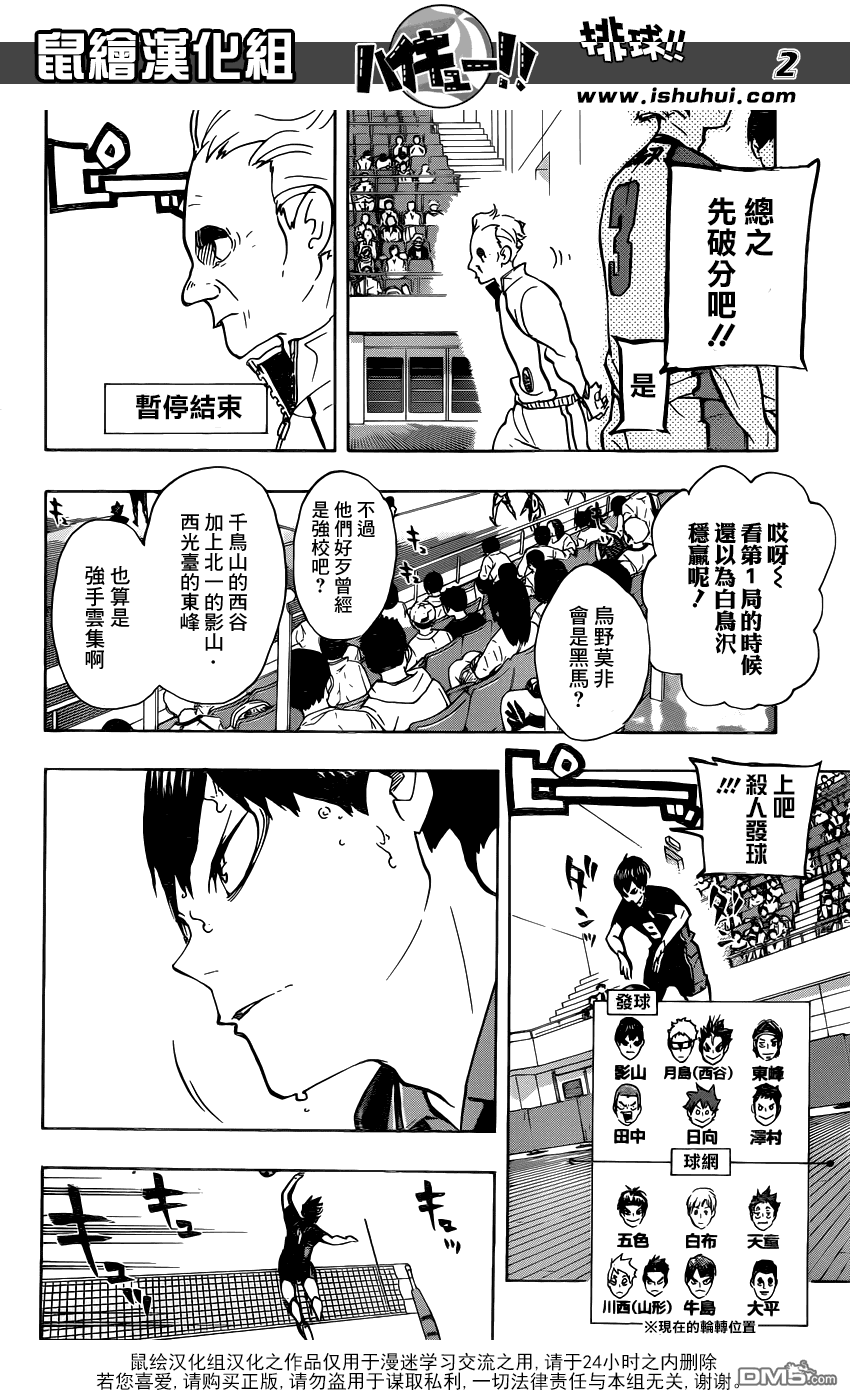 鼠繪漢化組
ハイキュー!!
排球!!
2
www.ishuhui.com
總之
先破分吧!!
是
3
暫停結束
哎呀~
看第1局的時候
還以為白鳥沢
穩贏呢!
烏野莫非
會是黑馬?
不過
他們好歹曾經
是強校吧?
千鳥山的西谷
加上北一的影山·
西光臺的東峰
也算是
強手雲集啊
上吧
殺人發球
!!!
發球
影山 月島(西谷) 東峰
田中 日向 澤村
球網
五色 白布 天童
川西(山形) 牛島 大平
※現在的輪轉位置
鼠绘汉化组汉化之作品仅用于漫迷学习交流之用,请于24小时之内删除
若您喜爱,请购买正版,请勿盗用于谋取私利,一切法律责任与本组无关,谢谢。
DM5.com